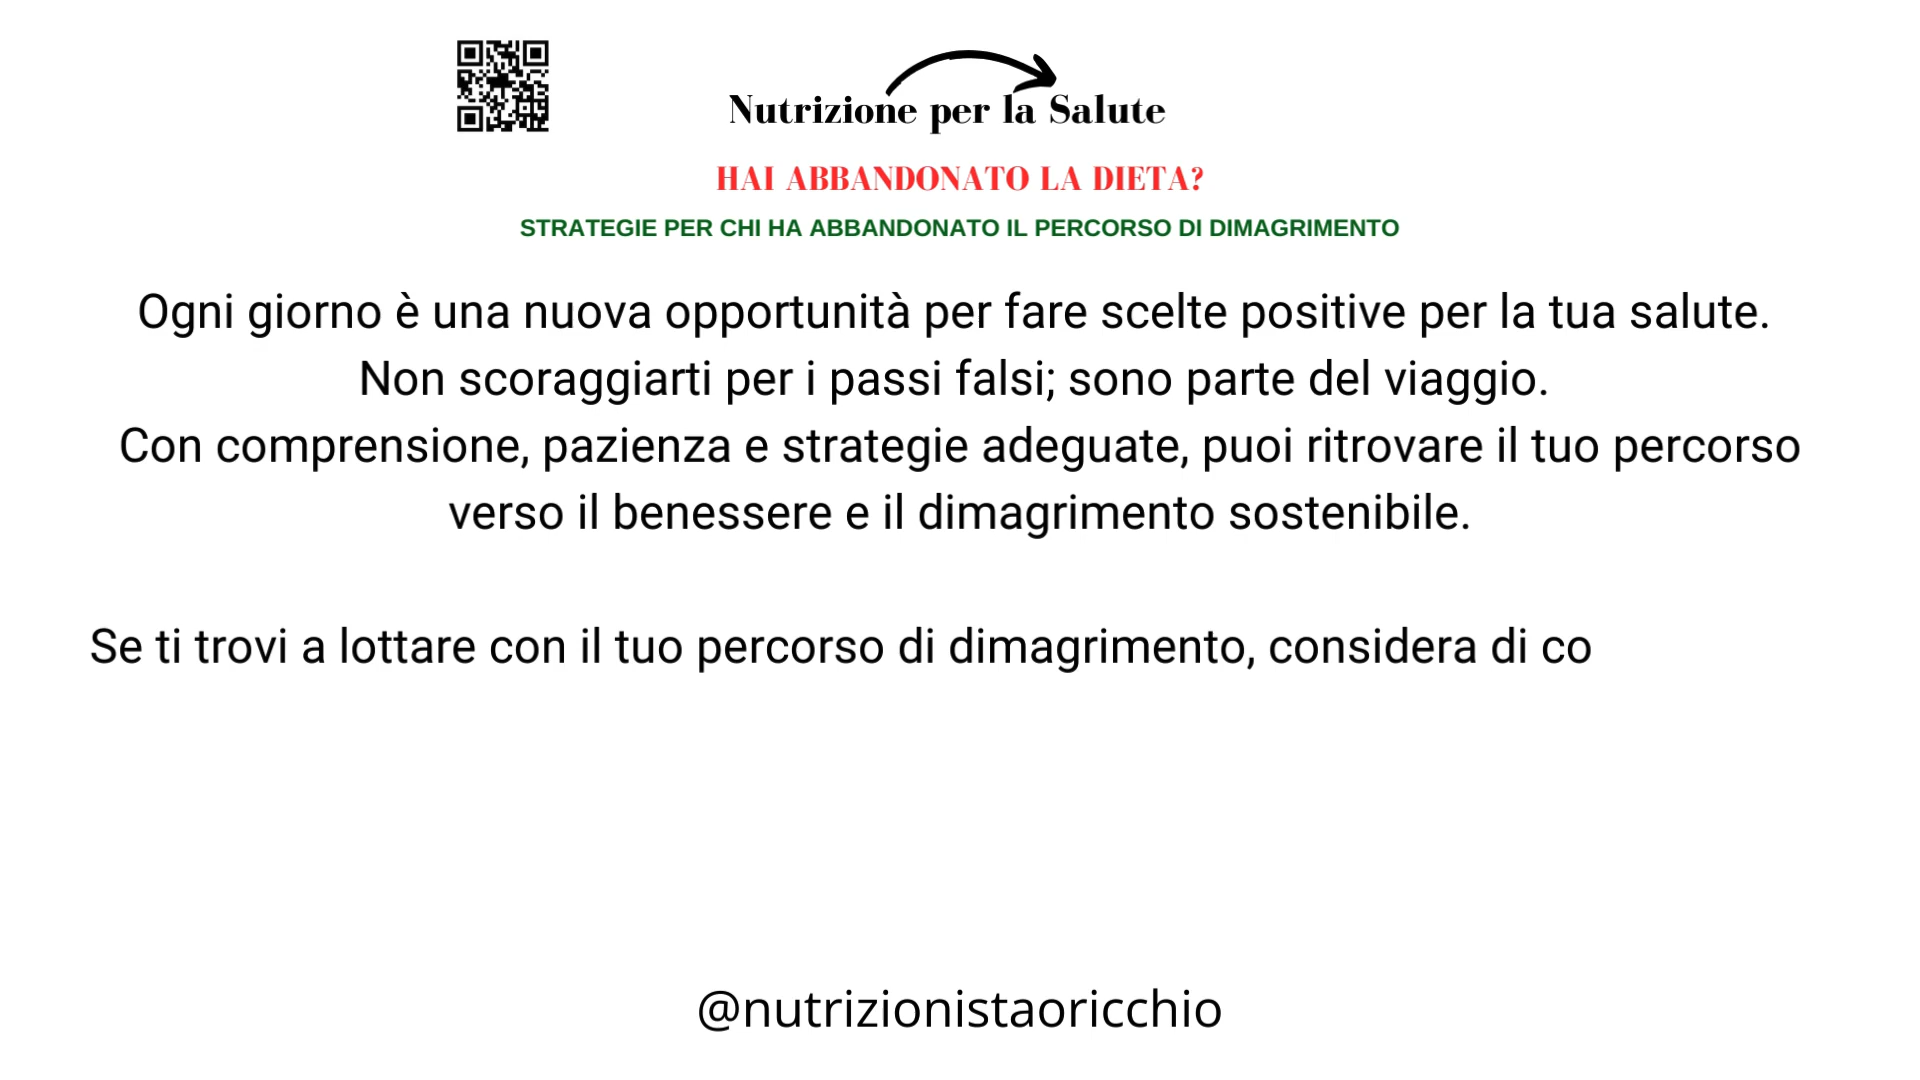 Nutrizione per la Salute
HAI ABBANDONATO LA DIETA?
STRATEGIE PER CHI HA ABBANDONATO IL PERCORSO DI DIMAGRIMENTO
Ogni giorno è una nuova opportunità per fare scelte positive per la tua salute.
Non scoraggiarti per i passi falsi; sono parte del viaggio.
Con comprensione, pazienza e strategie adeguate, puoi ritrovare il tuo percorso
verso il benessere e il dimagrimento sostenibile.
Se ti trovi a lottare con il tuo percorso di dimagrimento, considera di co
@nutrizionistaoricchio